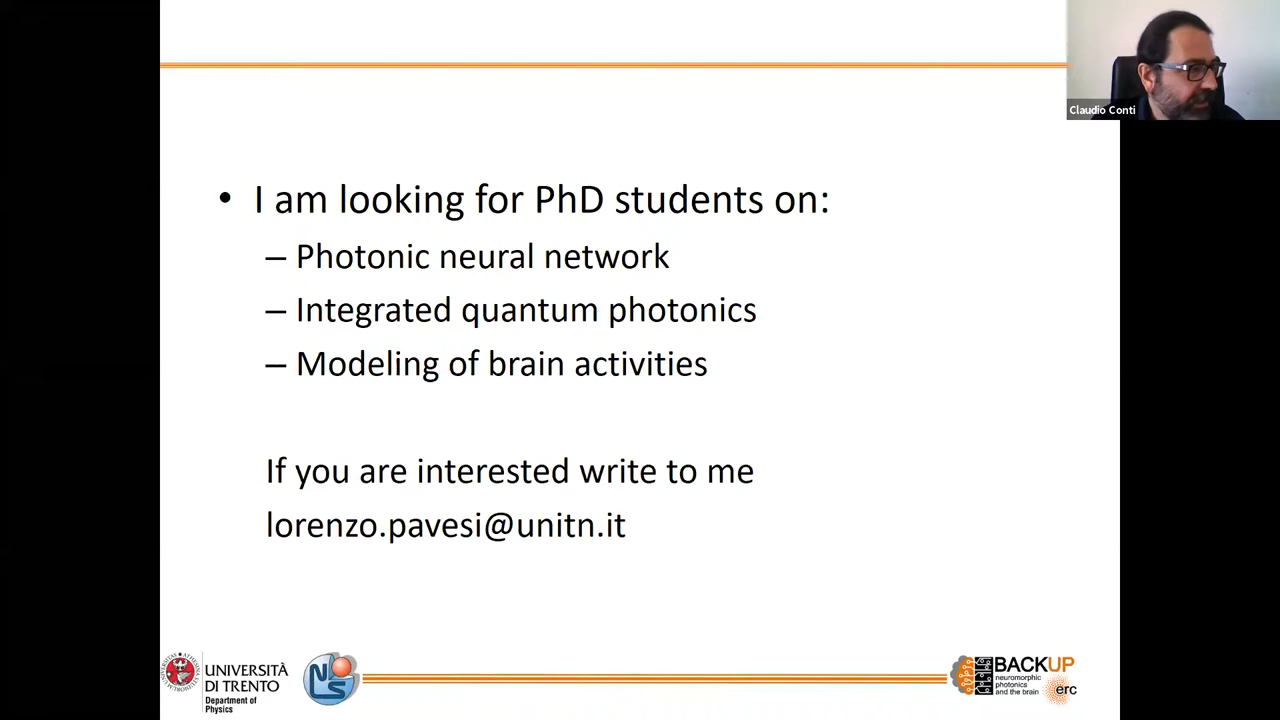 Claudio Conti
• I am looking for PhD students on:
– Photonic neural network
– Integrated quantum photonics
– Modeling of brain activities
If you are interested write to me
lorenzo.pavesi@unitn.it
UNIVERSITÀ
DI TRENTO
Department of
Physics
NLS
BACKUP
neuromorphic
photonics
and the brain
erc